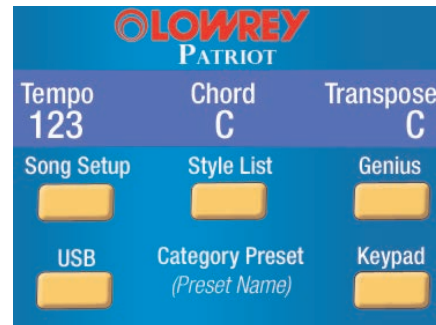 LOWREY
PATRIOT
Tempo Chord Transpose
123 C C
Song Setup Style List Genius
USB Category Preset Keypad
(Preset Name)